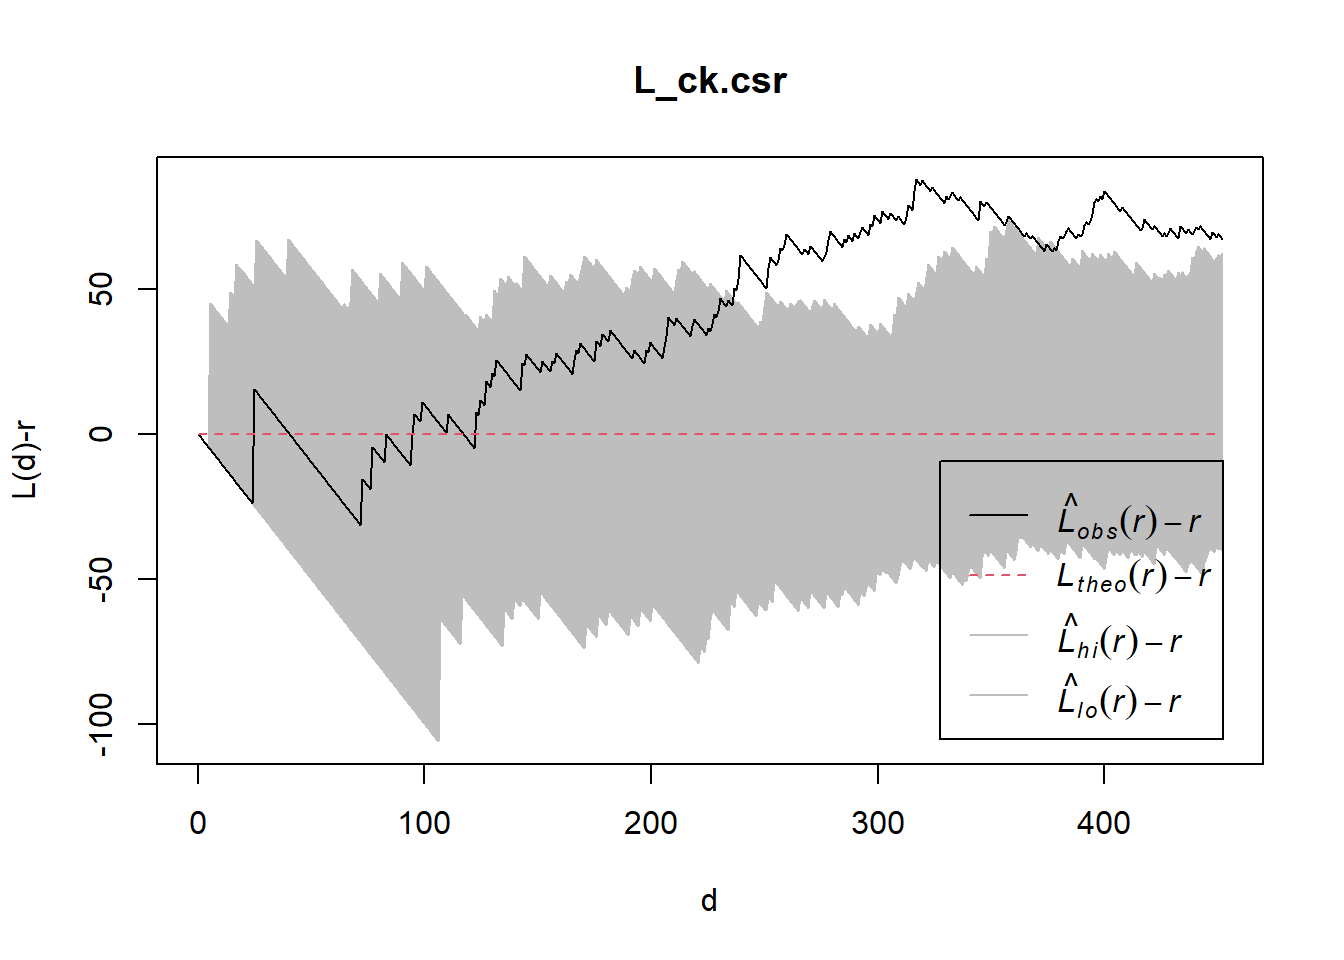 L_ck.csr
L(d)-r
50
0
-50
-100
0 100 200 300 400
d
L̂obs(r) − r
Ltheo(r) − r
L̂hi(r) − r
L̂lo(r) − r